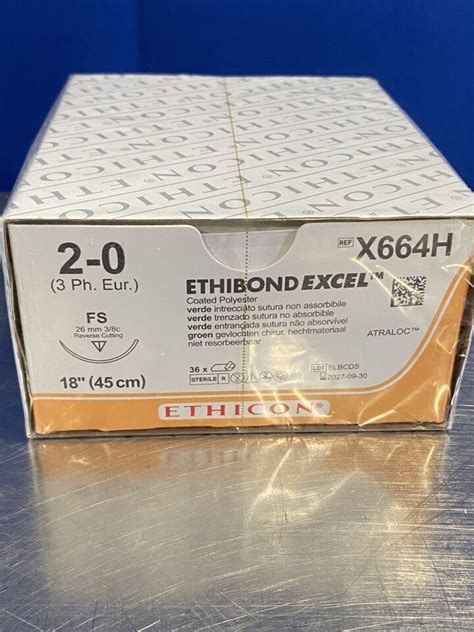 ETHICON®
2-0
(3 Ph. Eur.)
FS
26 mm 3/8c
Reverse Cutting
18" (45 cm)
ETHIBOND EXCEL™
Coated Polyester
verde intrecciato sutura non assorbibile
verde trenzado sutura no absorbible
verde entrançada sutura não absorvível
groen gevlochten chirur. hechtmateriaal
niet resorbeerbaar
36 x
STERILE R
REF X664H
ATRALOC™
LOT SLBCDS
2027-09-30
ETHICON®